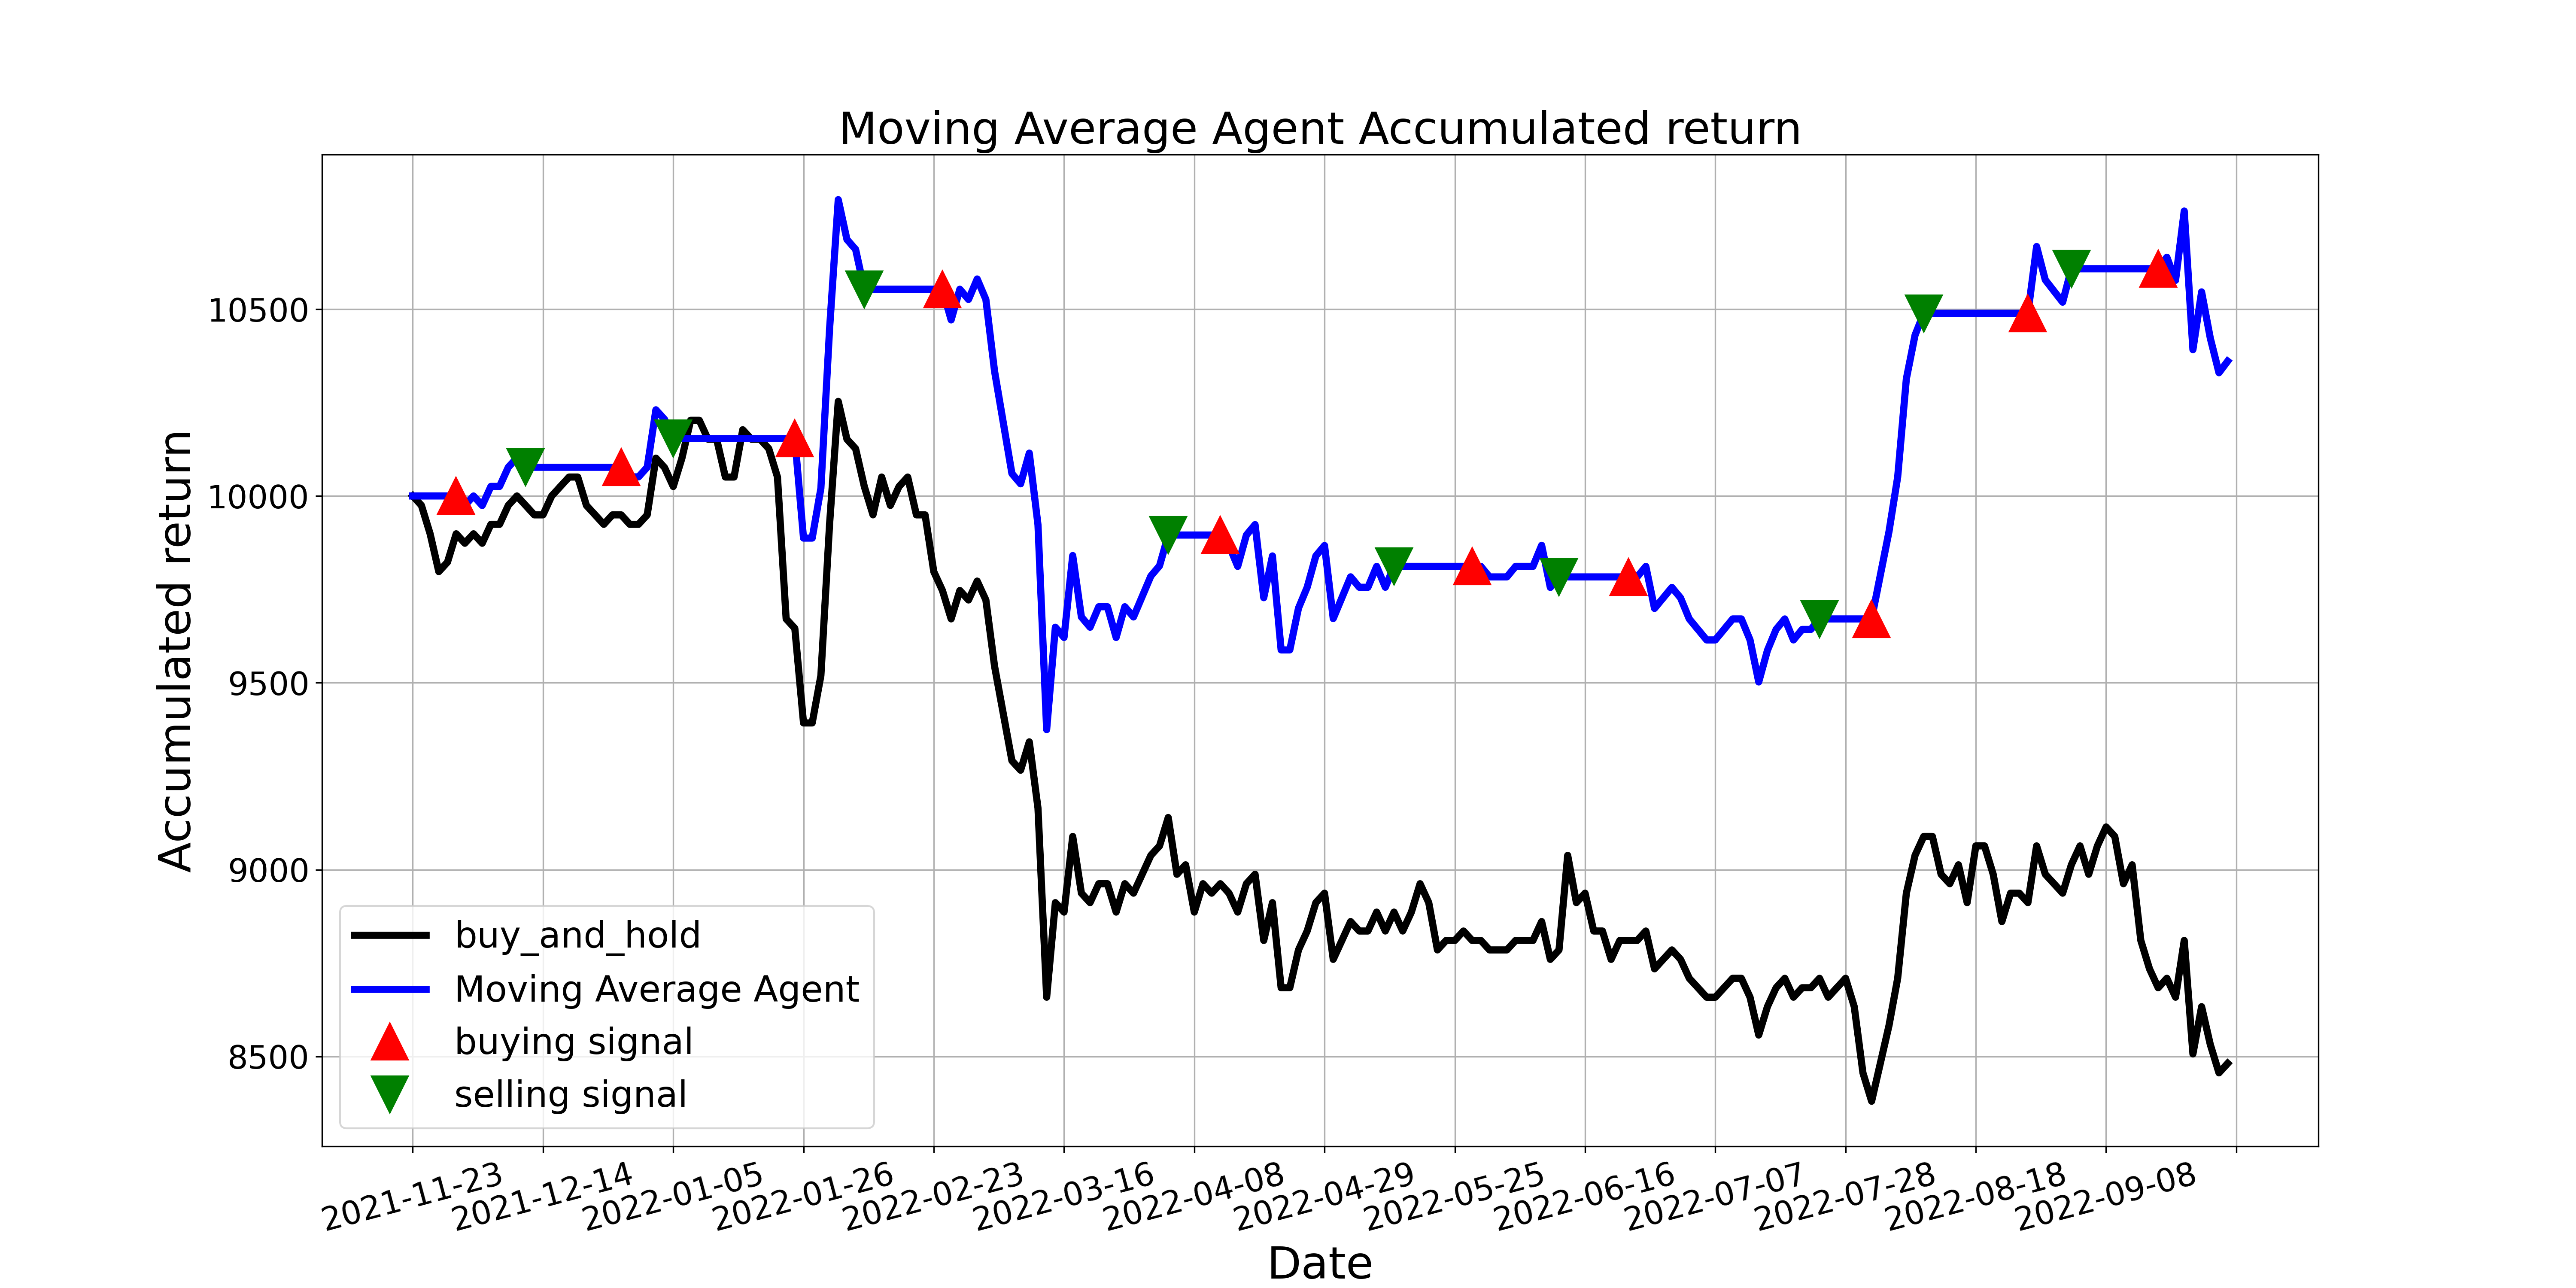 Moving Average Agent Accumulated return
Accumulated return
10500
10000
9500
9000
8500
buy_and_hold
Moving Average Agent
buying signal
selling signal
2021-11-23
2021-12-14
2022-01-05
2022-01-26
2022-02-23
2022-03-16
2022-04-08
2022-04-29
2022-05-25
2022-06-16
2022-07-07
2022-07-28
2022-08-18
2022-09-08
Date